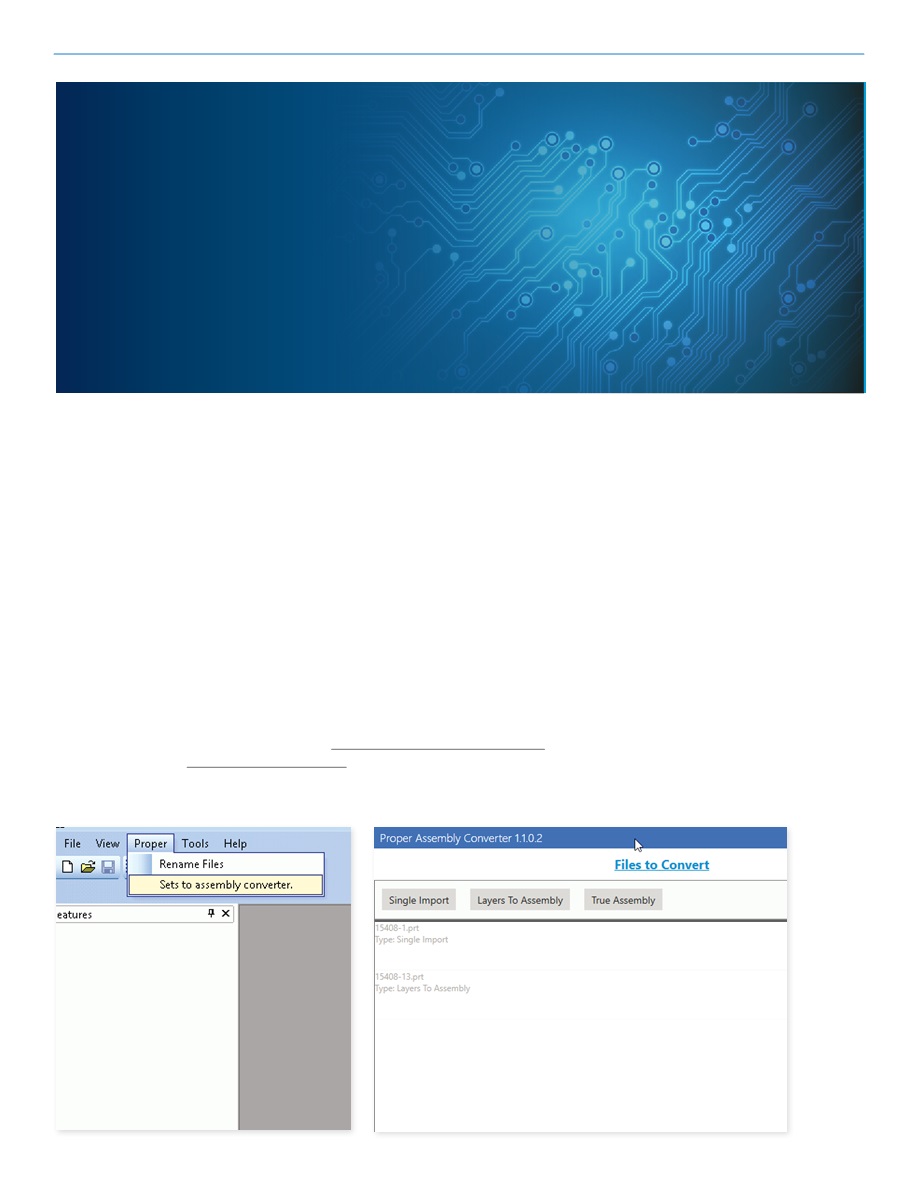 File View Proper Tools Help
Rename Files
Sets to assembly converter.
eatures
Proper Assembly Converter 1.1.0.2
Files to Convert
Single Import Layers To Assembly True Assembly
15408-1.prt
Type: Single Import
15408-13.prt
Type: Layers To Assembly